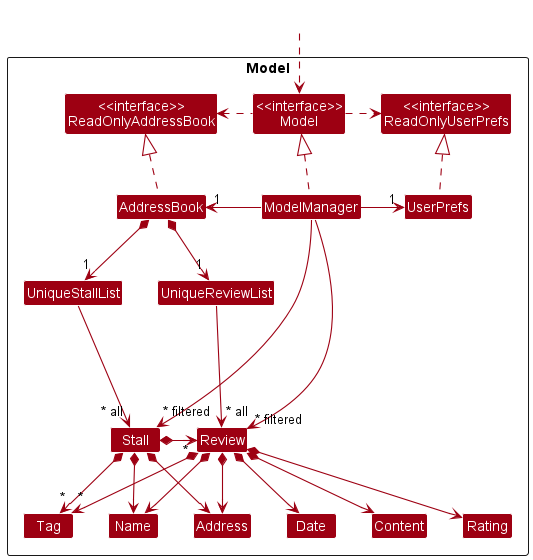 Model
<<interface>>
ReadOnlyAddressBook
<<interface>>
Model
<<interface>>
ReadOnlyUserPrefs
AddressBook
1
ModelManager
1
UserPrefs
1
1
UniqueStallList
UniqueReviewList
* all
* filtered
* all
* filtered
Stall
Review
*
*
*
Tag
Name
Address
Date
Content
Rating